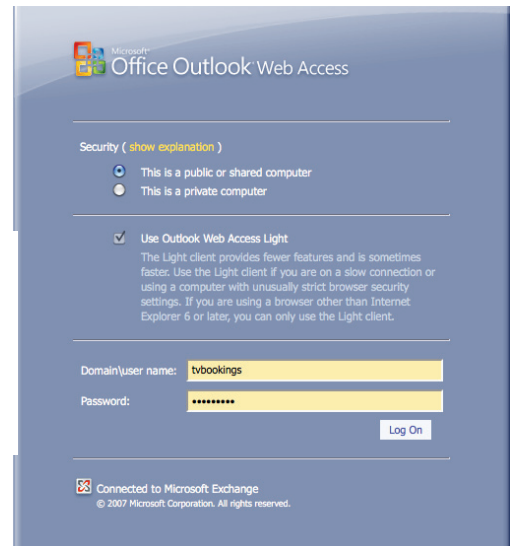 Microsoft
Office Outlook Web Access
Security ( show explanation )
This is a public or shared computer
This is a private computer
Use Outlook Web Access Light
The Light client provides fewer features and is sometimes
faster. Use the Light client if you are on a slow connection or
using a computer with unusually strict browser security
settings. If you are using a browser other than Internet
Explorer 6 or later, you can only use the Light client.
Domain\user name: tvbookings
Password: •••••••••
Log On
Connected to Microsoft Exchange
© 2007 Microsoft Corporation. All rights reserved.